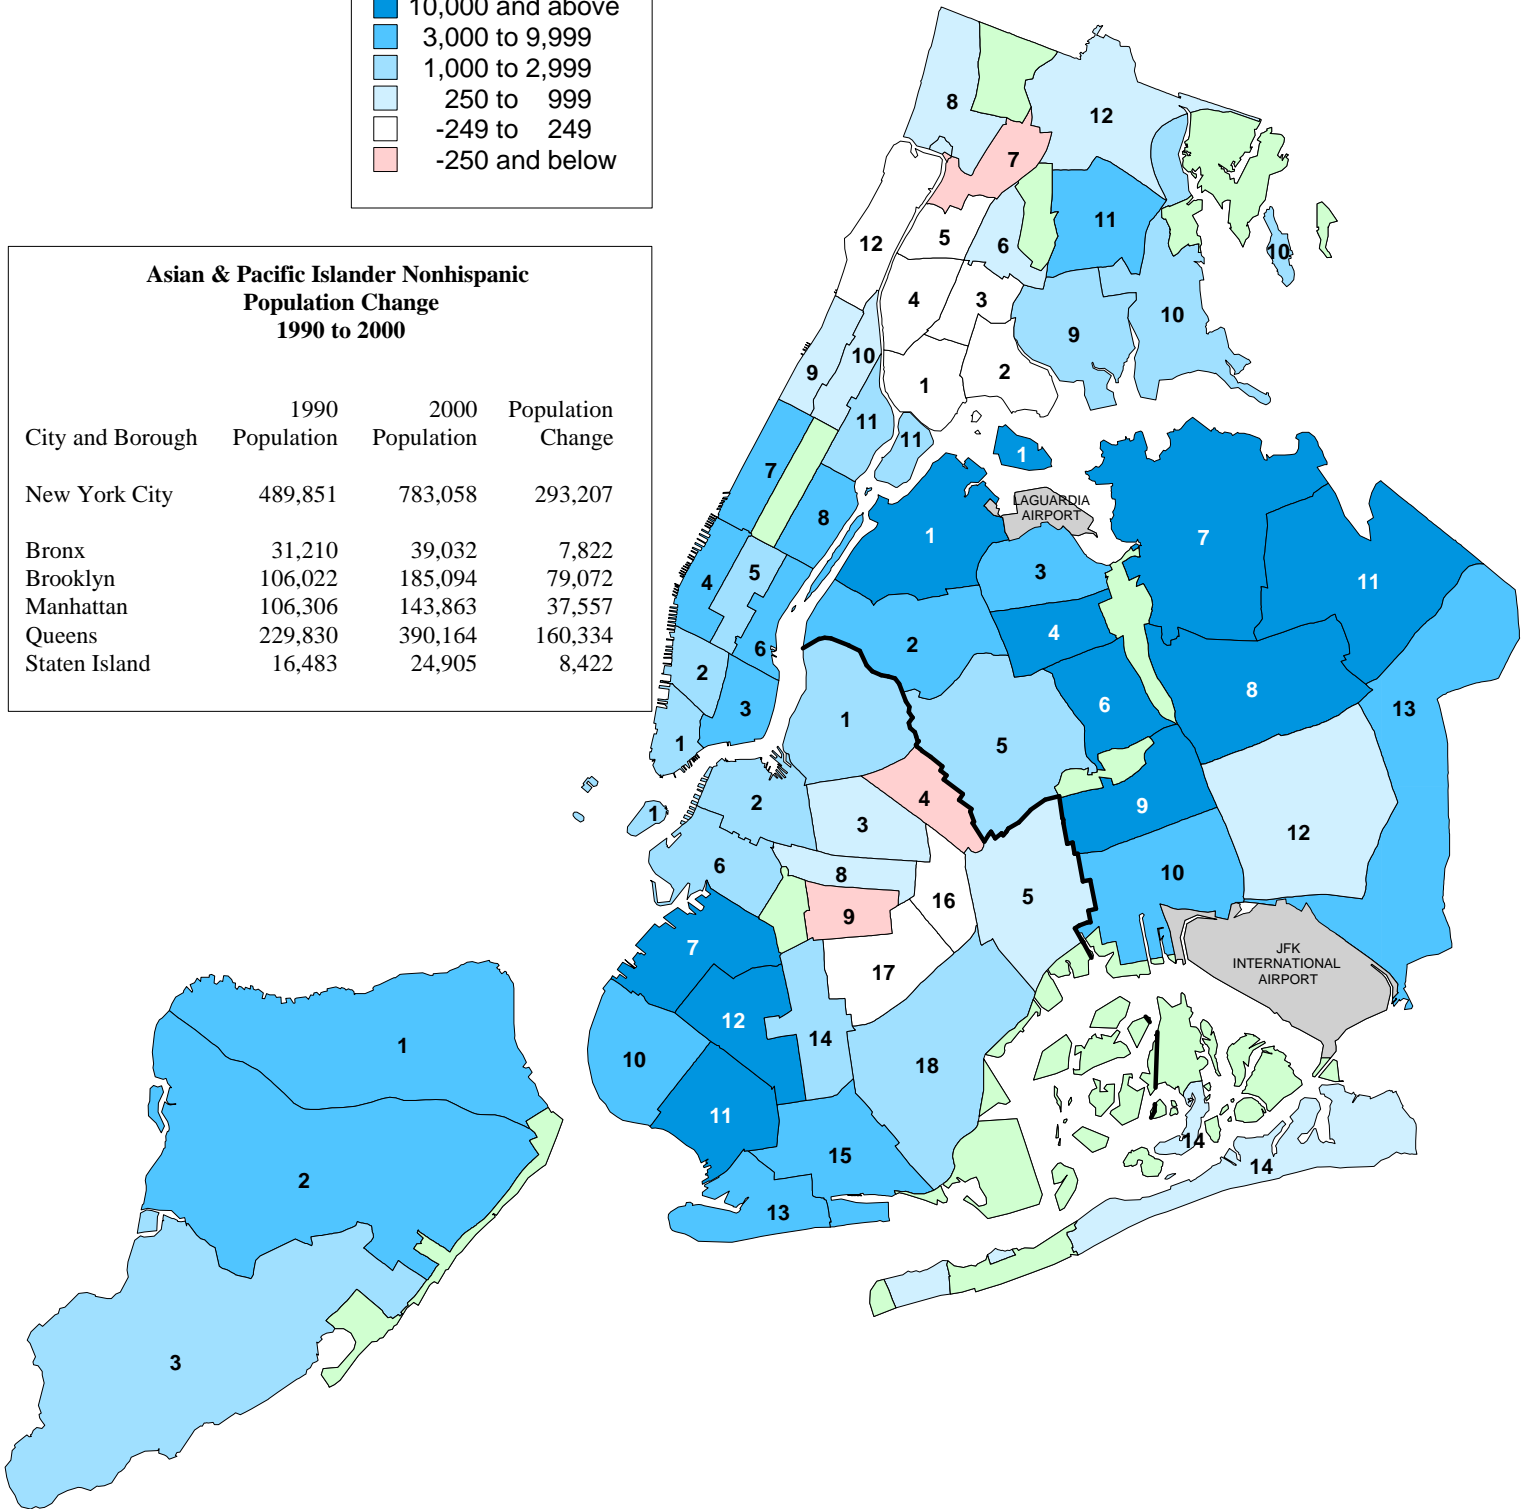 10,000 and above
3,000 to 9,999
1,000 to 2,999
250 to 999
-249 to 249
-250 and below
Asian & Pacific Islander Nonhispanic
Population Change
1990 to 2000
1990 2000 Population
City and Borough Population Population Change
New York City 489,851 783,058 293,207
Bronx 31,210 39,032 7,822
Brooklyn 106,022 185,094 79,072
Manhattan 106,306 143,863 37,557
Queens 229,830 390,164 160,334
Staten Island 16,483 24,905 8,422
8
12
7
11
12
5
6
10
4
3
10
9
10
9
1
2
11
11
1
7
LAGUARDIA
AIRPORT
8
1
7
3
5
4
11
4
2
6
2
8
6
3
13
1
1
5
2
4
9
1
3
12
6
8
10
5
16
9
7
17
JFK
INTERNATIONAL
AIRPORT
12
14
10
18
1
11
14
15
14
2
13
3